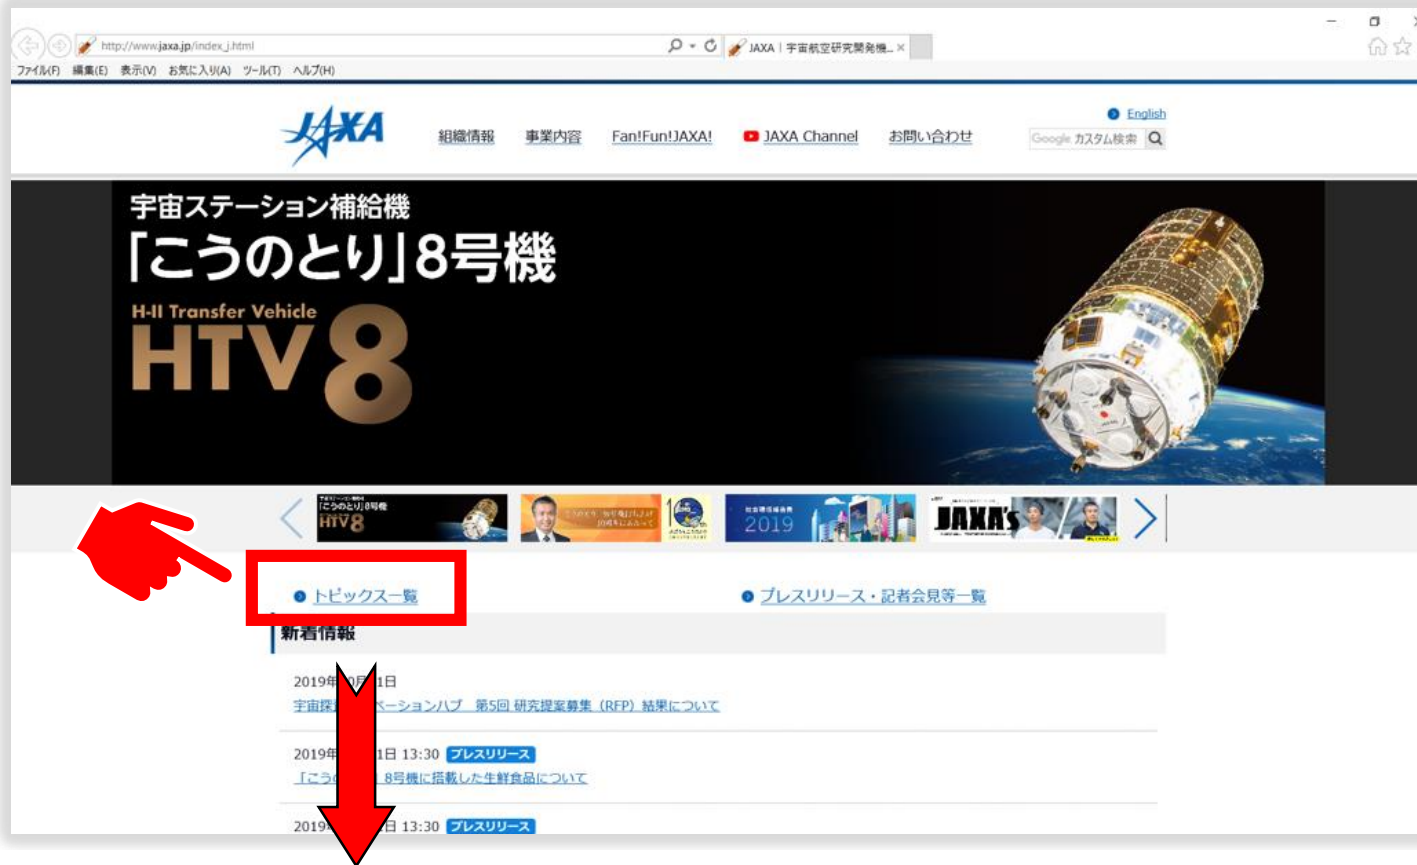 http://www.jaxa.jp/index_j.html
JAXA | 宇宙航空研究開発機...
ファイル(F) 編集(E) 表示(V) お気に入り(A) ツール(T) ヘルプ(H)
JAXA
組織情報 事業内容 Fan!Fun!JAXA! JAXA Channel お問い合わせ
English
Google カスタム検索
宇宙ステーション補給機
「こうのとり」8号機
H-II Transfer Vehicle
HTV8
「こうのとり」8号機
HTV8
2019
JAXA's
トピックス一覧
プレスリリース・記者会見等一覧
新着情報
2019年 0月 1日
宇宙探 ベーションハブ 第5回 研究提案募集（RFP）結果について
2019年 1日 13:30 プレスリリース
「こう 8号機に搭載した生鮮食品について
2019 日 13:30 プレスリリース